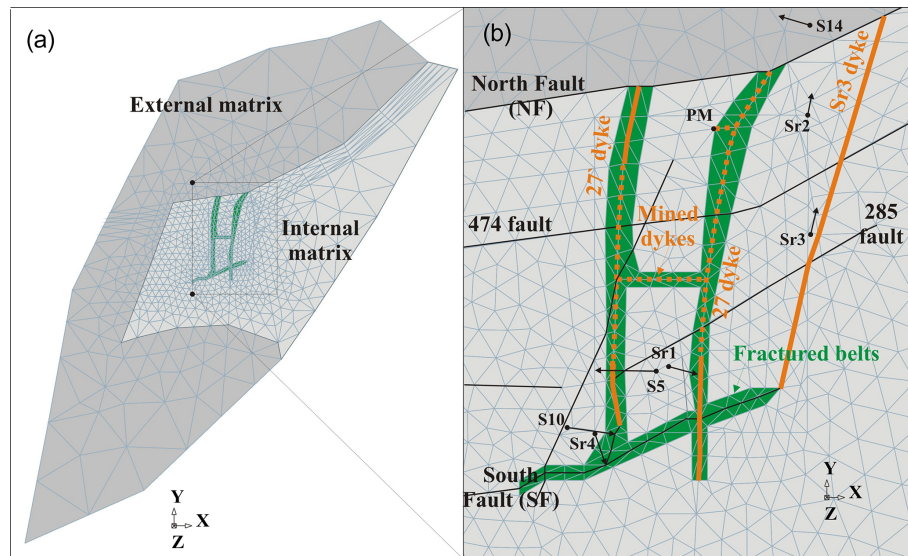 (a)
External matrix
Internal
matrix
Y
X
Z
(b)
S14
North Fault
(NF)
PM
Sr3 dyke
Sr2
27` dyke
Mined
dykes
474 fault
285
fault
Sr3
27 dyke
Sr1
S5
Fractured belts
S10
Sr4
South
Fault (SF)
Y
X
Z